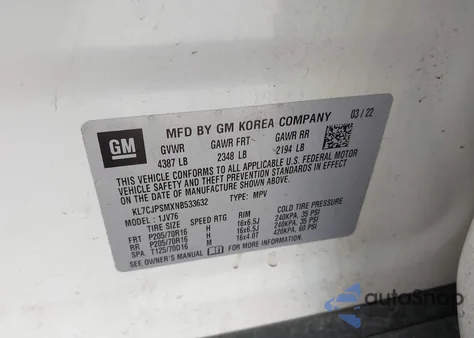 GM
MFD BY GM KOREA COMPANY 03/22
GVWR GAWR FRT GAWR RR
4387 LB 2348 LB 2194 LB
THIS VEHICLE CONFORMS TO ALL APPLICABLE U.S. FEDERAL MOTOR
VEHICLE SAFETY, BUMPER, AND THEFT PREVENTION STANDARDS IN EFFECT
ON THE DATE OF MANUFACTURE SHOWN ABOVE.
KL7CJPSMXNB533632 TYPE: MPV
MODEL: 1JV76
TIRE SIZE SPEED RTG RIM COLD TIRE PRESSURE
FRT P205/70R16 H 16x6.5J 240KPA, 35 PSI
RR P205/70R16 H 16x6.5J 240KPA, 35 PSI
SPA T125/70D16 M 16x4.0T 420KPA, 60 PSI
SEE OWNER'S MANUAL FOR ADDITIONAL INFORMATION.
autoShop